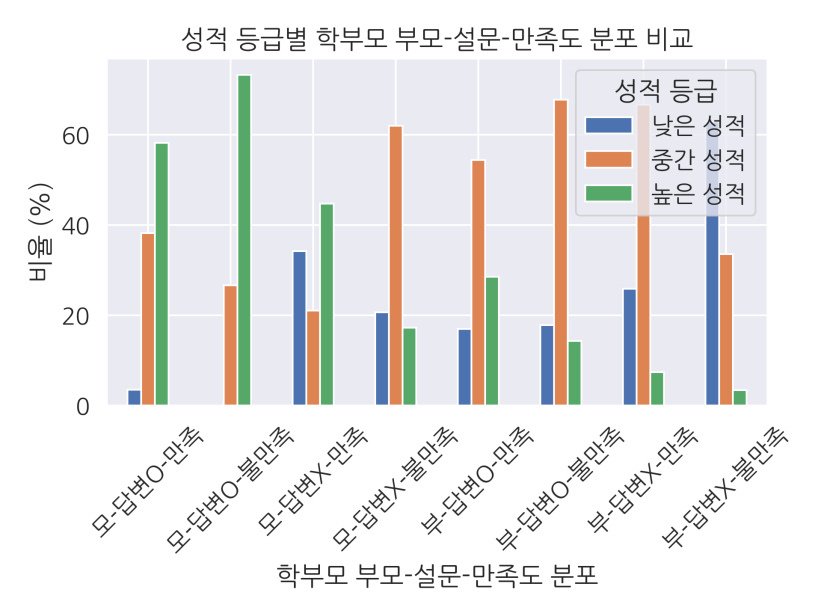 성적 등급별 학부모 부모-설문-만족도 분포 비교
성적 등급
낮은 성적
중간 성적
높은 성적
비율 (%)
60
40
20
0
모-답변O-만족
모-답변O-불만족
모-답변X-만족
모-답변X-불만족
부-답변O-만족
부-답변O-불만족
부-답변X-만족
부-답변X-불만족
학부모 부모-설문-만족도 분포